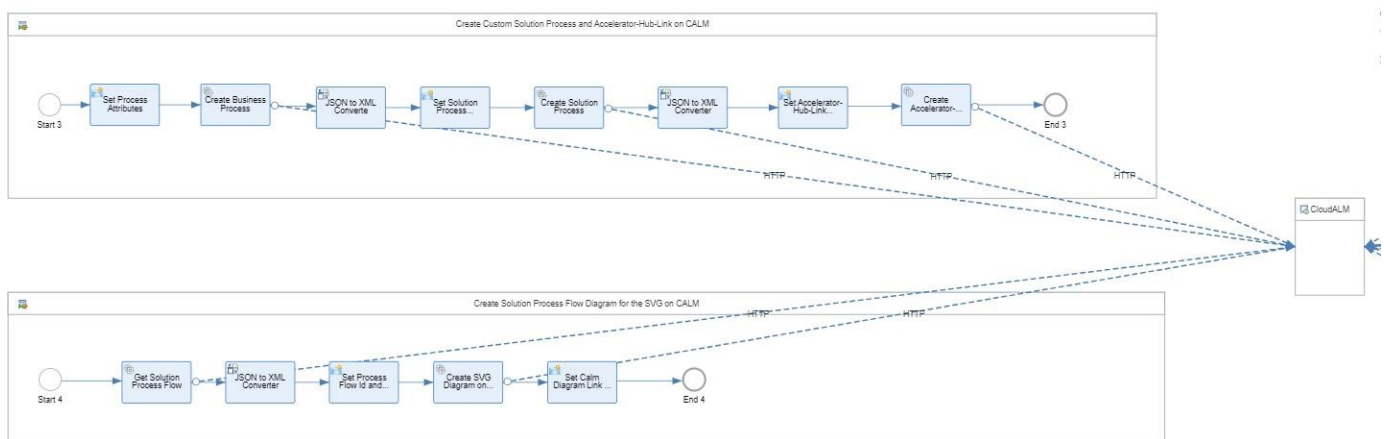 Create Custom Solution Process and Accelerator-Hub-Link on CALM
Start 3
Set Process
Attributes
Create Business
Process
JSON to XML
Converte
Set Solution
Process...
Create Solution
Process
JSON to XML
Converter
Set Accelerator-
Hub-Link...
Create
Accelerator-...
End 3
HTTP
HTTP
HTTP
CloudALM
Create Solution Process Flow Diagram for the SVG on CALM
HTTP
HTTP
Start 4
Get Solution
Process Flow
JSON to XML
Converter
Set Process
Flow Id and...
Create SVG
Diagram on...
Set Calm
Diagram Link ...
End 4